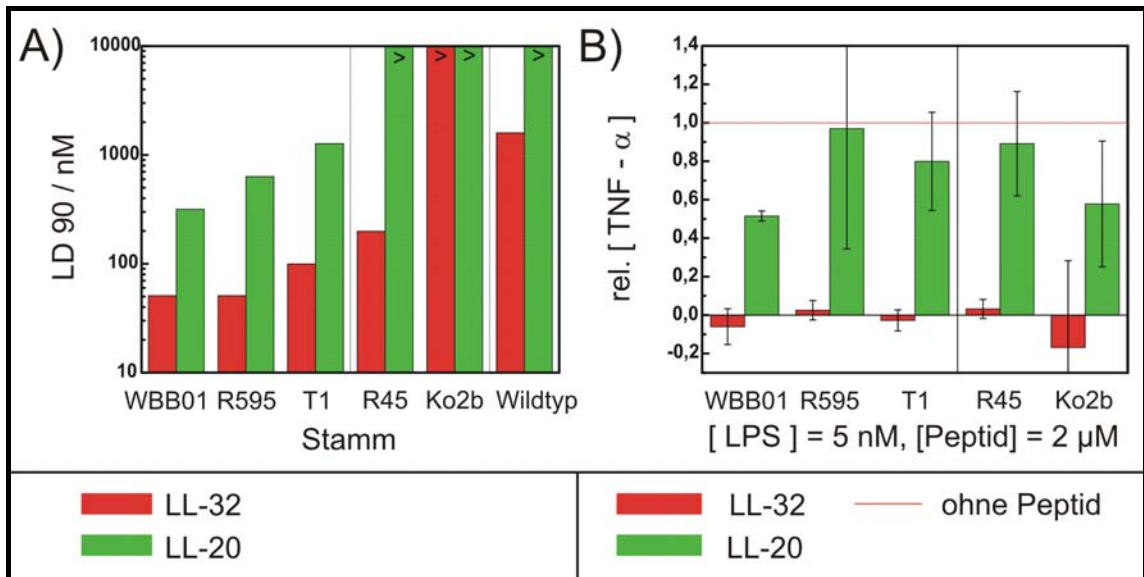 A)
10000
1000
100
10
LD 90 / nM
>
>
>
>
WBB01 R595 T1 R45 Ko2b Wildtyp
Stamm
B)
1,4
1,2
1,0
0,8
0,6
0,4
0,2
0,0
-0,2
rel. [ TNF - α ]
WBB01 R595 T1 R45 Ko2b
[ LPS ] = 5 nM, [Peptid] = 2 µM
LL-32
LL-20
LL-32
ohne Peptid
LL-20